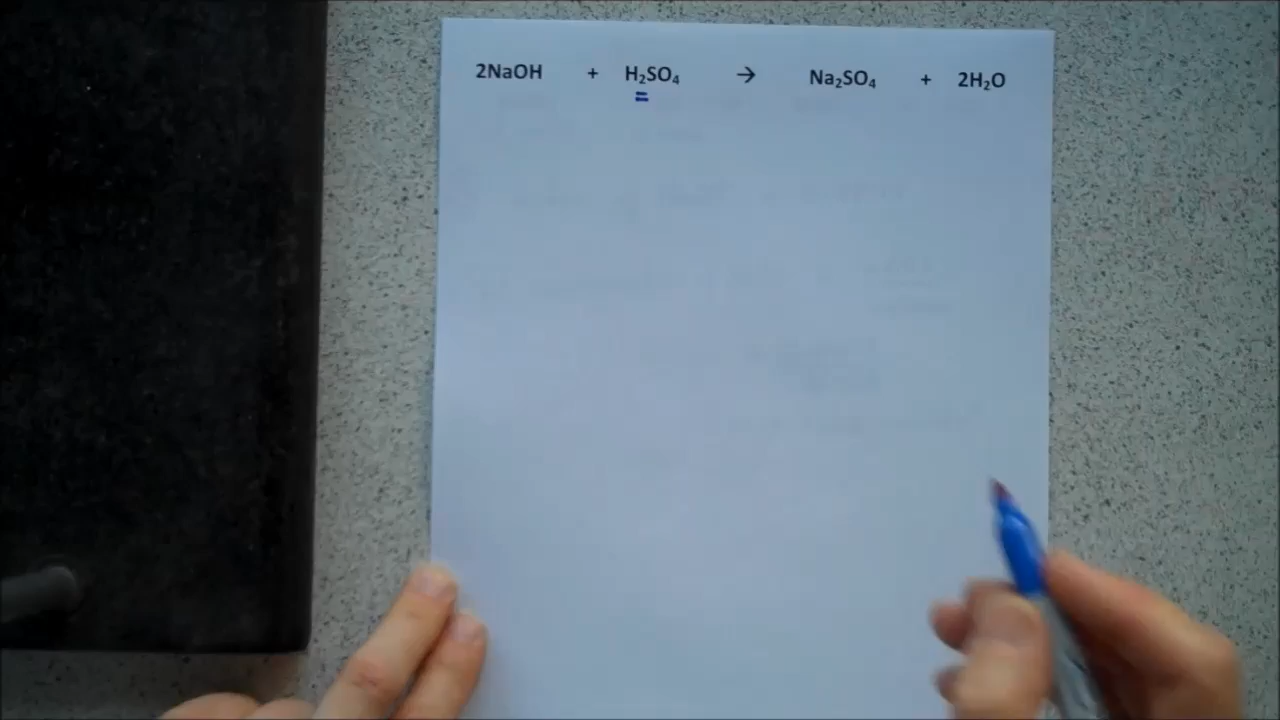 2NaOH + H₂SO₄ → Na₂SO₄ + 2H₂O